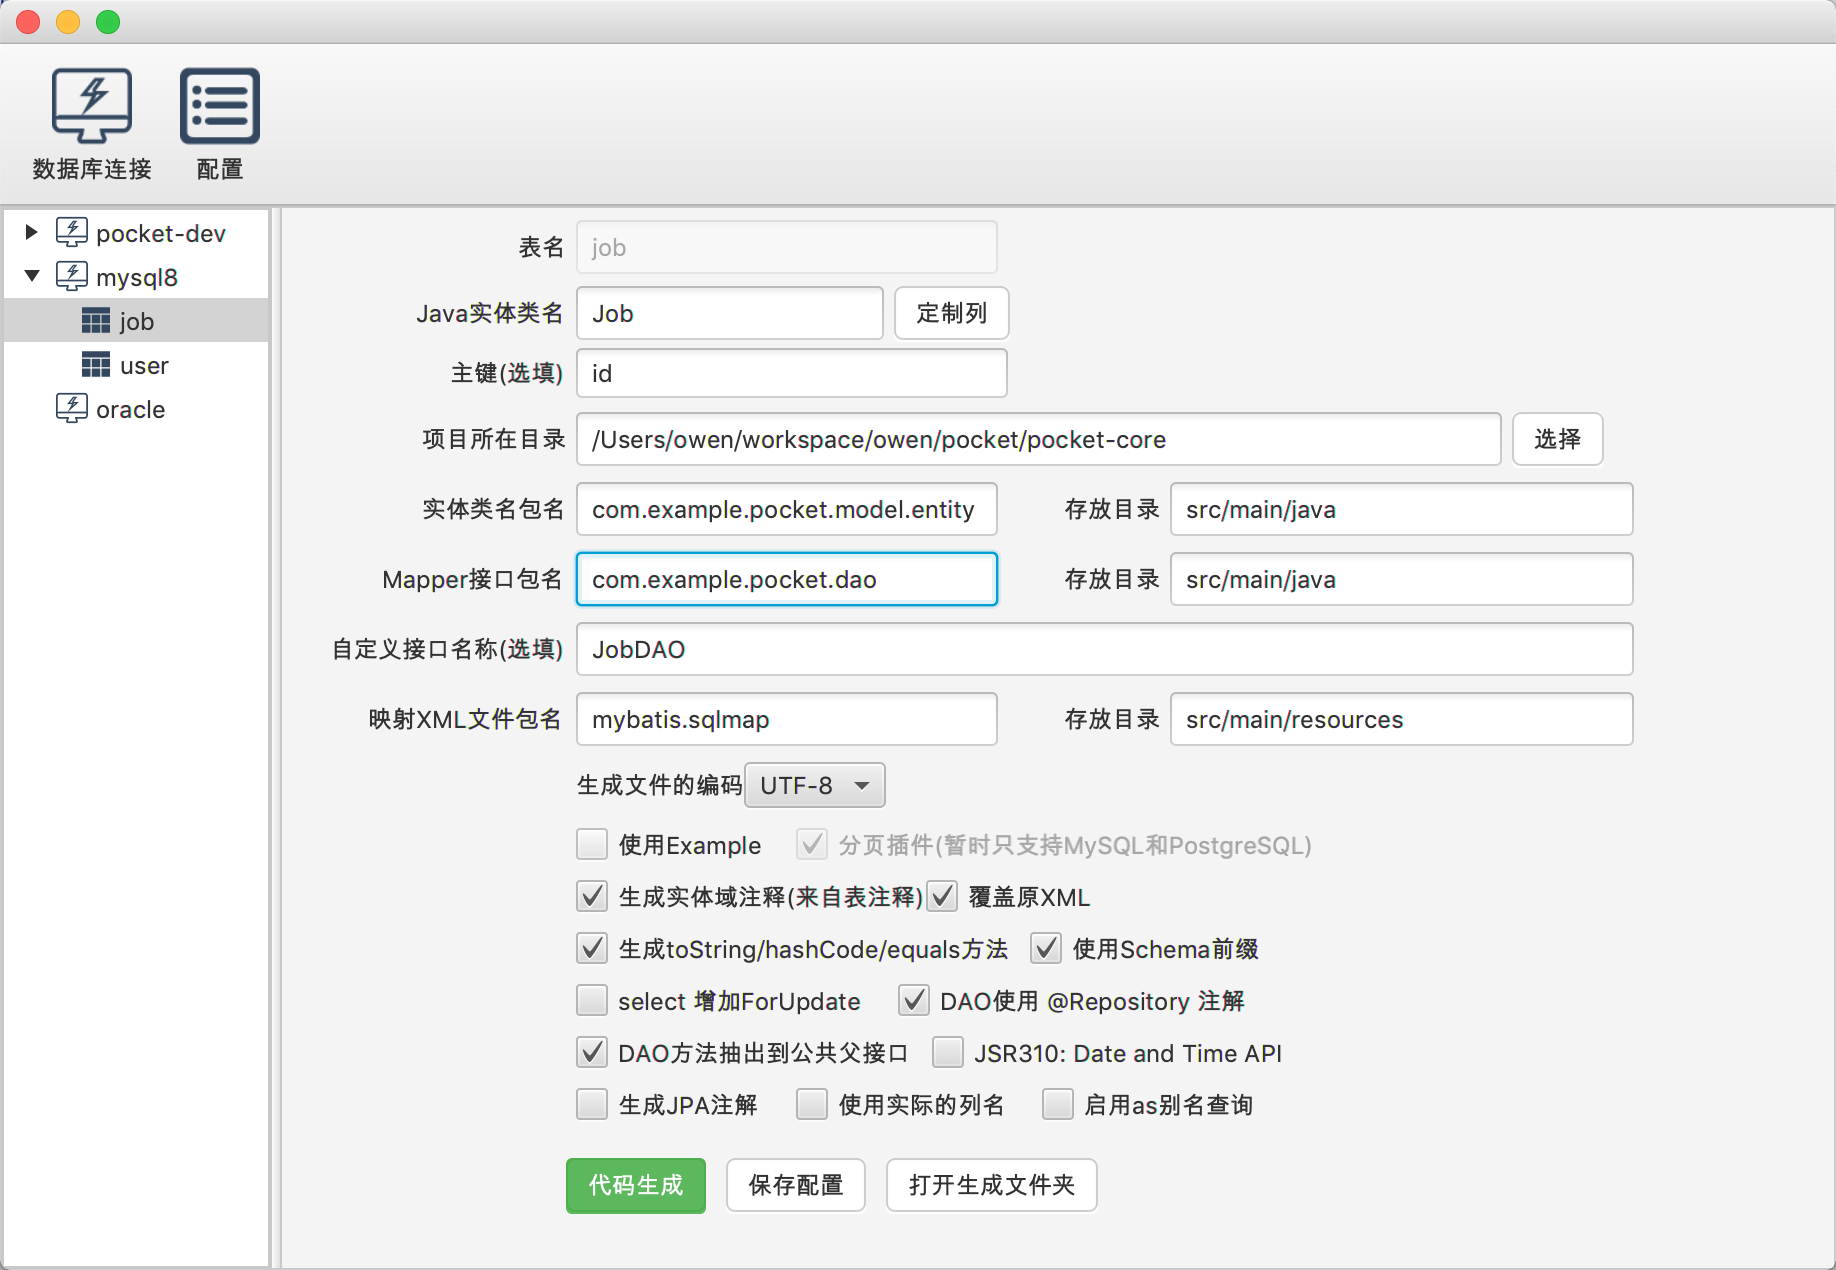 数据库连接 配置
pocket-dev
mysql8
job
user
oracle
表名 job
Java实体类名 Job 定制列
主键(选填) id
项目所在目录 /Users/owen/workspace/owen/pocket/pocket-core 选择
实体类名包名 com.example.pocket.model.entity 存放目录 src/main/java
Mapper接口包名 com.example.pocket.dao 存放目录 src/main/java
自定义接口名称(选填) JobDAO
映射XML文件包名 mybatis.sqlmap 存放目录 src/main/resources
生成文件的编码 UTF-8
使用Example 分页插件(暂时只支持MySQL和PostgreSQL)
生成实体域注释(来自表注释) 覆盖原XML
生成toString/hashCode/equals方法 使用Schema前缀
select 增加ForUpdate DAO使用 @Repository 注解
DAO方法抽出到公共父接口 JSR310: Date and Time API
生成JPA注解 使用实际的列名 启用as别名查询
代码生成 保存配置 打开生成文件夹